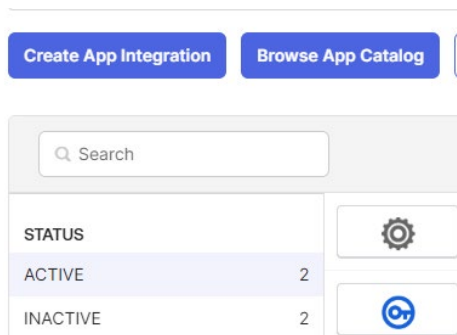 Create App Integration
Browse App Catalog
Search
STATUS
ACTIVE 2
INACTIVE 2